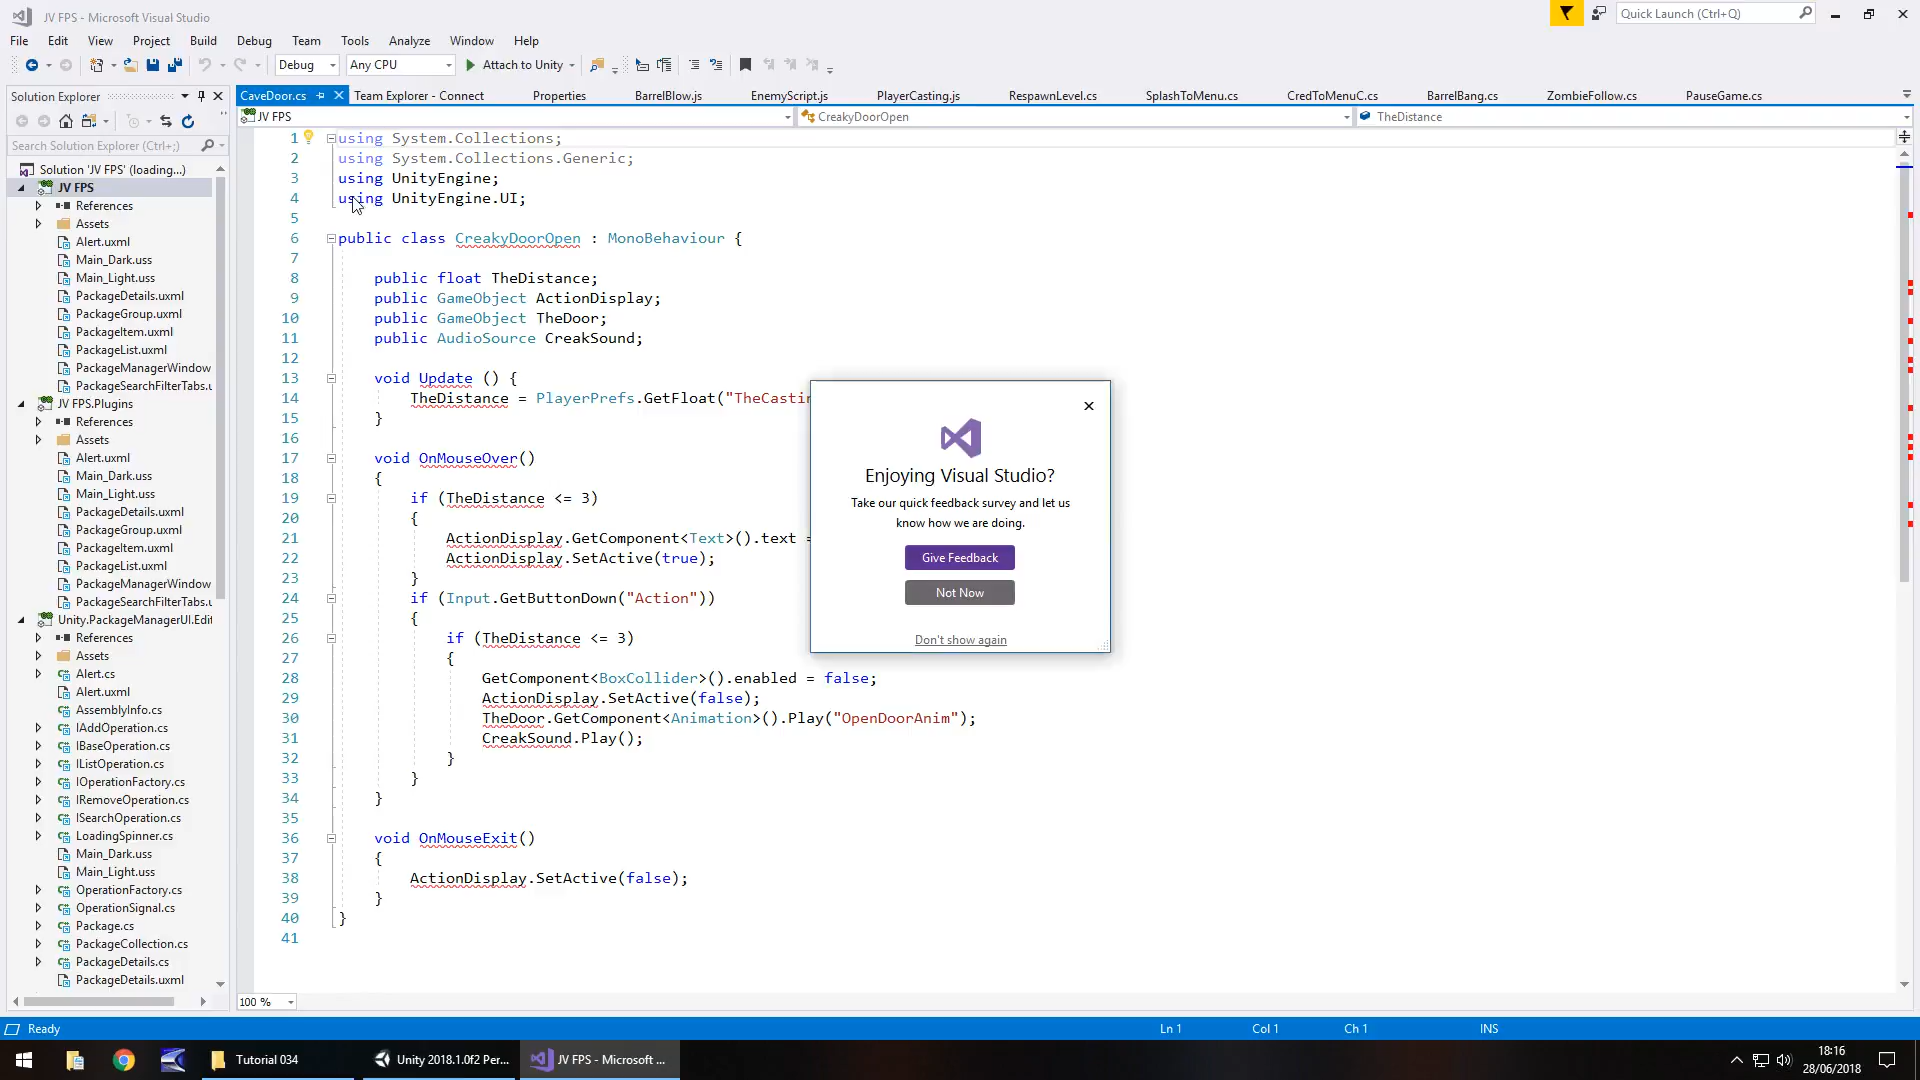 JV FPS - Microsoft Visual Studio
Quick Launch (Ctrl+Q)
File Edit View Project Build Debug Team Tools Analyze Window Help
Debug Any CPU Attach to Unity
Solution Explorer
CaveDoor.cs Team Explorer - Connect Properties BarrelBlow.js EnemyScript.js PlayerCasting.js RespawnLevel.cs SplashToMenu.cs CredToMenuC.cs BarrelBang.cs ZombieFollow.cs PauseGame.cs
JV FPS CreakyDoorOpen TheDistance
Search Solution Explorer (Ctrl+;)
Solution 'JV FPS' (loading...)
JV FPS
References
Assets
Alert.uxml
Main_Dark.uss
Main_Light.uss
PackageDetails.uxml
PackageGroup.uxml
PackageItem.uxml
PackageList.uxml
PackageManagerWindow
PackageSearchFilterTabs.u
JV FPS.Plugins
References
Assets
Alert.uxml
Main_Dark.uss
Main_Light.uss
PackageDetails.uxml
PackageGroup.uxml
PackageItem.uxml
PackageList.uxml
PackageManagerWindow
PackageSearchFilterTabs.u
Unity.PackageManagerUI.Edit
References
Assets
Alert.cs
Alert.uxml
AssemblyInfo.cs
IAddOperation.cs
IBaseOperation.cs
IListOperation.cs
IOperationFactory.cs
IRemoveOperation.cs
ISearchOperation.cs
LoadingSpinner.cs
Main_Dark.uss
Main_Light.uss
OperationFactory.cs
OperationSignal.cs
Package.cs
PackageCollection.cs
PackageDetails.cs
PackageDetails.uxml
1 using System.Collections;
2 using System.Collections.Generic;
3 using UnityEngine;
4 using UnityEngine.UI;
5
6 public class CreakyDoorOpen : MonoBehaviour {
7
8 public float TheDistance;
9 public GameObject ActionDisplay;
10 public GameObject TheDoor;
11 public AudioSource CreakSound;
12
13 void Update () {
14 TheDistance = PlayerPrefs.GetFloat("TheCastin
15 }
16
17 void OnMouseOver()
18 {
19 if (TheDistance <= 3)
20 {
21 ActionDisplay.GetComponent<Text>().text =
22 ActionDisplay.SetActive(true);
23 }
24 if (Input.GetButtonDown("Action"))
25 {
26 if (TheDistance <= 3)
27 {
28 GetComponent<BoxCollider>().enabled = false;
29 ActionDisplay.SetActive(false);
30 TheDoor.GetComponent<Animation>().Play("OpenDoorAnim");
31 CreakSound.Play();
32 }
33 }
34 }
35
36 void OnMouseExit()
37 {
38 ActionDisplay.SetActive(false);
39 }
40 }
41
Enjoying Visual Studio?
Take our quick feedback survey and let us
know how we are doing.
Give Feedback
Not Now
Don't show again
100 %
Ready Ln 1 Col 1 Ch 1 INS
Tutorial 034 Unity 2018.1.0f2 Per... JV FPS - Microsoft ...
18:16
28/06/2018